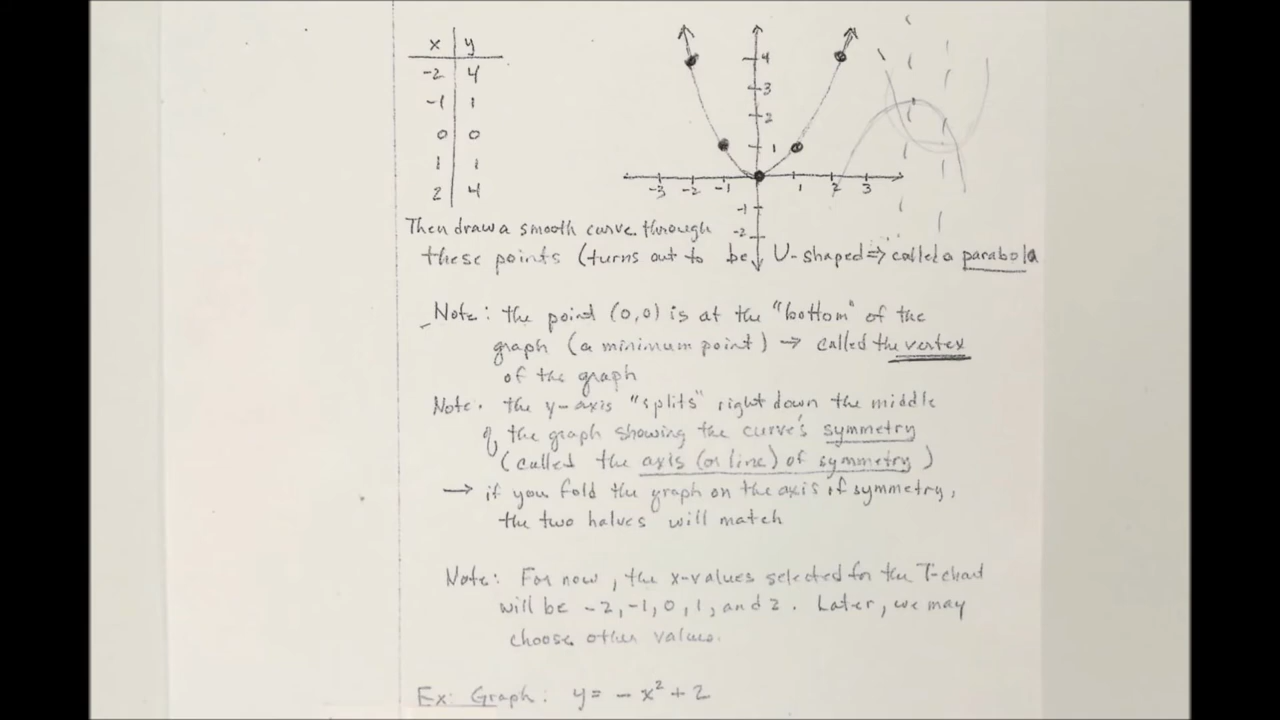 x y
-2 4
-1 1
0 0
1 1
2 4
4
3
2
1
-3 -2 -1 1 2 3
-1
-2
Then draw a smooth curve through
these points (turns out to be U-shaped => called a parabola
Note: the point (0,0) is at the "bottom" of the
graph (a minimum point) → called the vertex
of the graph
Note. the y-axis "splits" right down the middle
of the graph showing the curve's symmetry
(called the axis (or line) of symmetry)
→ if you fold the graph on the axis of symmetry,
the two halves will match
Note: For now, the x-values selected for the T-chart
will be -2, -1, 0, 1, and 2. Later, we may
choose other values.
Ex: Graph: y = -x² + 2